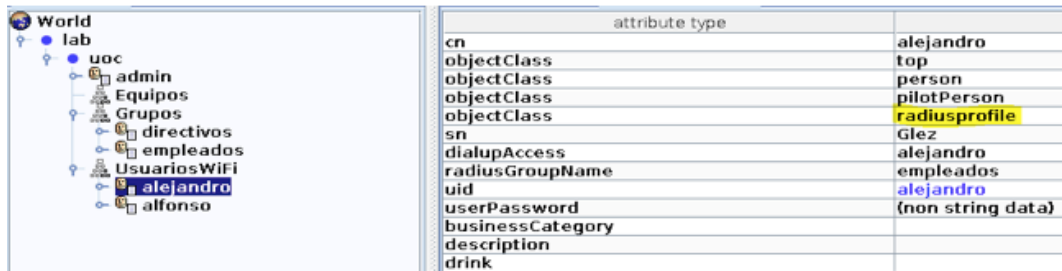 World
lab
uoc
admin
Equipos
Grupos
directivos
empleados
UsuariosWiFi
alejandro
alfonso
attribute type
cn alejandro
objectClass top
objectClass person
objectClass pilotPerson
objectClass radiusprofile
sn Glez
dialupAccess alejandro
radiusGroupName empleados
uid alejandro
userPassword (non string data)
businessCategory
description
drink